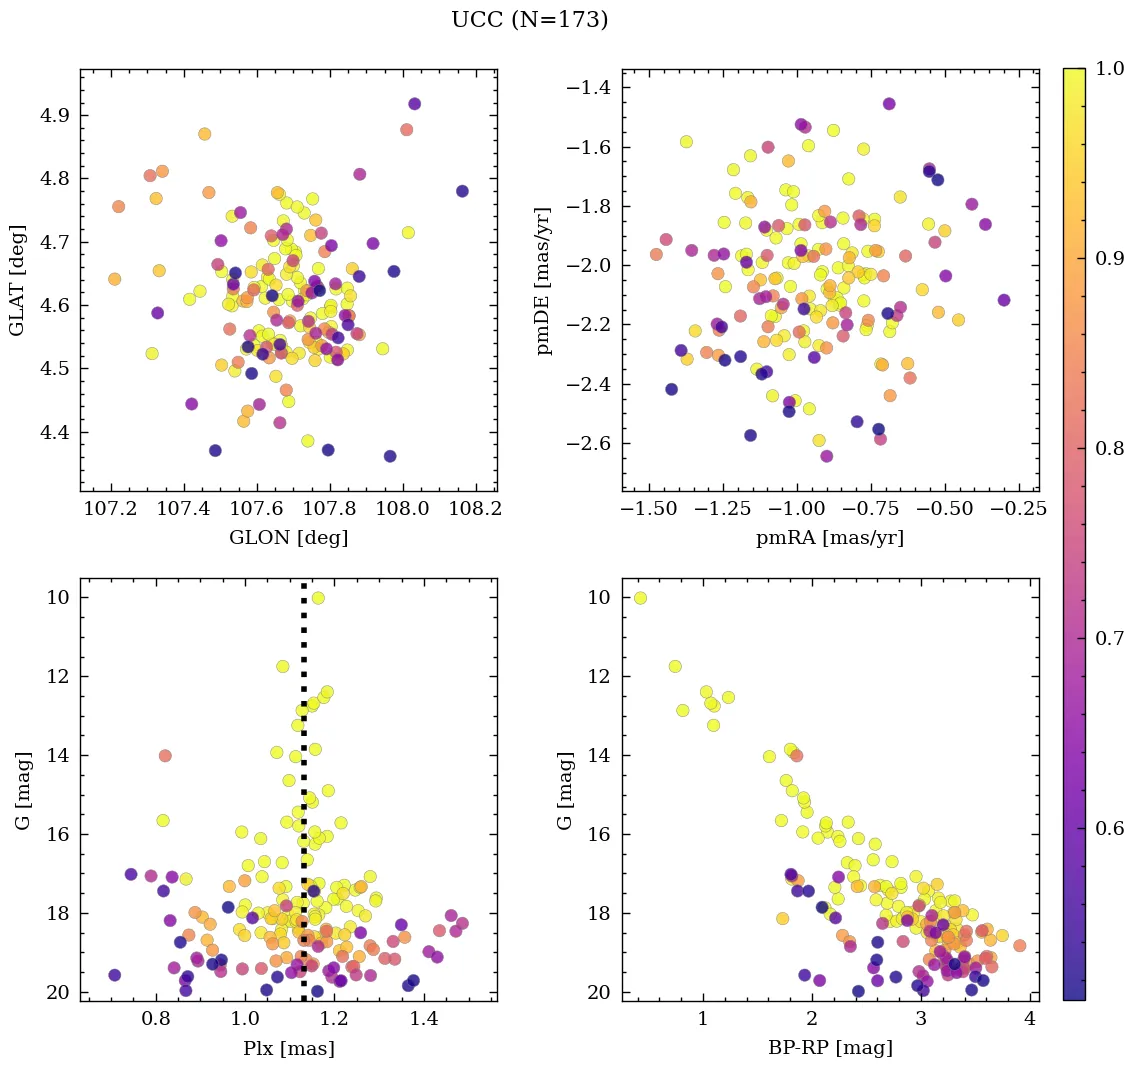 UCC (N=173)
4.9
4.8
4.7
4.6
4.5
4.4
GLAT [deg]
107.2 107.4 107.6 107.8 108.0 108.2
GLON [deg]
−1.4
−1.6
−1.8
−2.0
−2.2
−2.4
−2.6
pmDE [mas/yr]
−1.50 −1.25 −1.00 −0.75 −0.50 −0.25
pmRA [mas/yr]
10
12
14
16
18
20
G [mag]
0.8 1.0 1.2 1.4
Plx [mas]
10
12
14
16
18
20
G [mag]
1 2 3 4
BP-RP [mag]
1.0
0.9
0.8
0.7
0.6